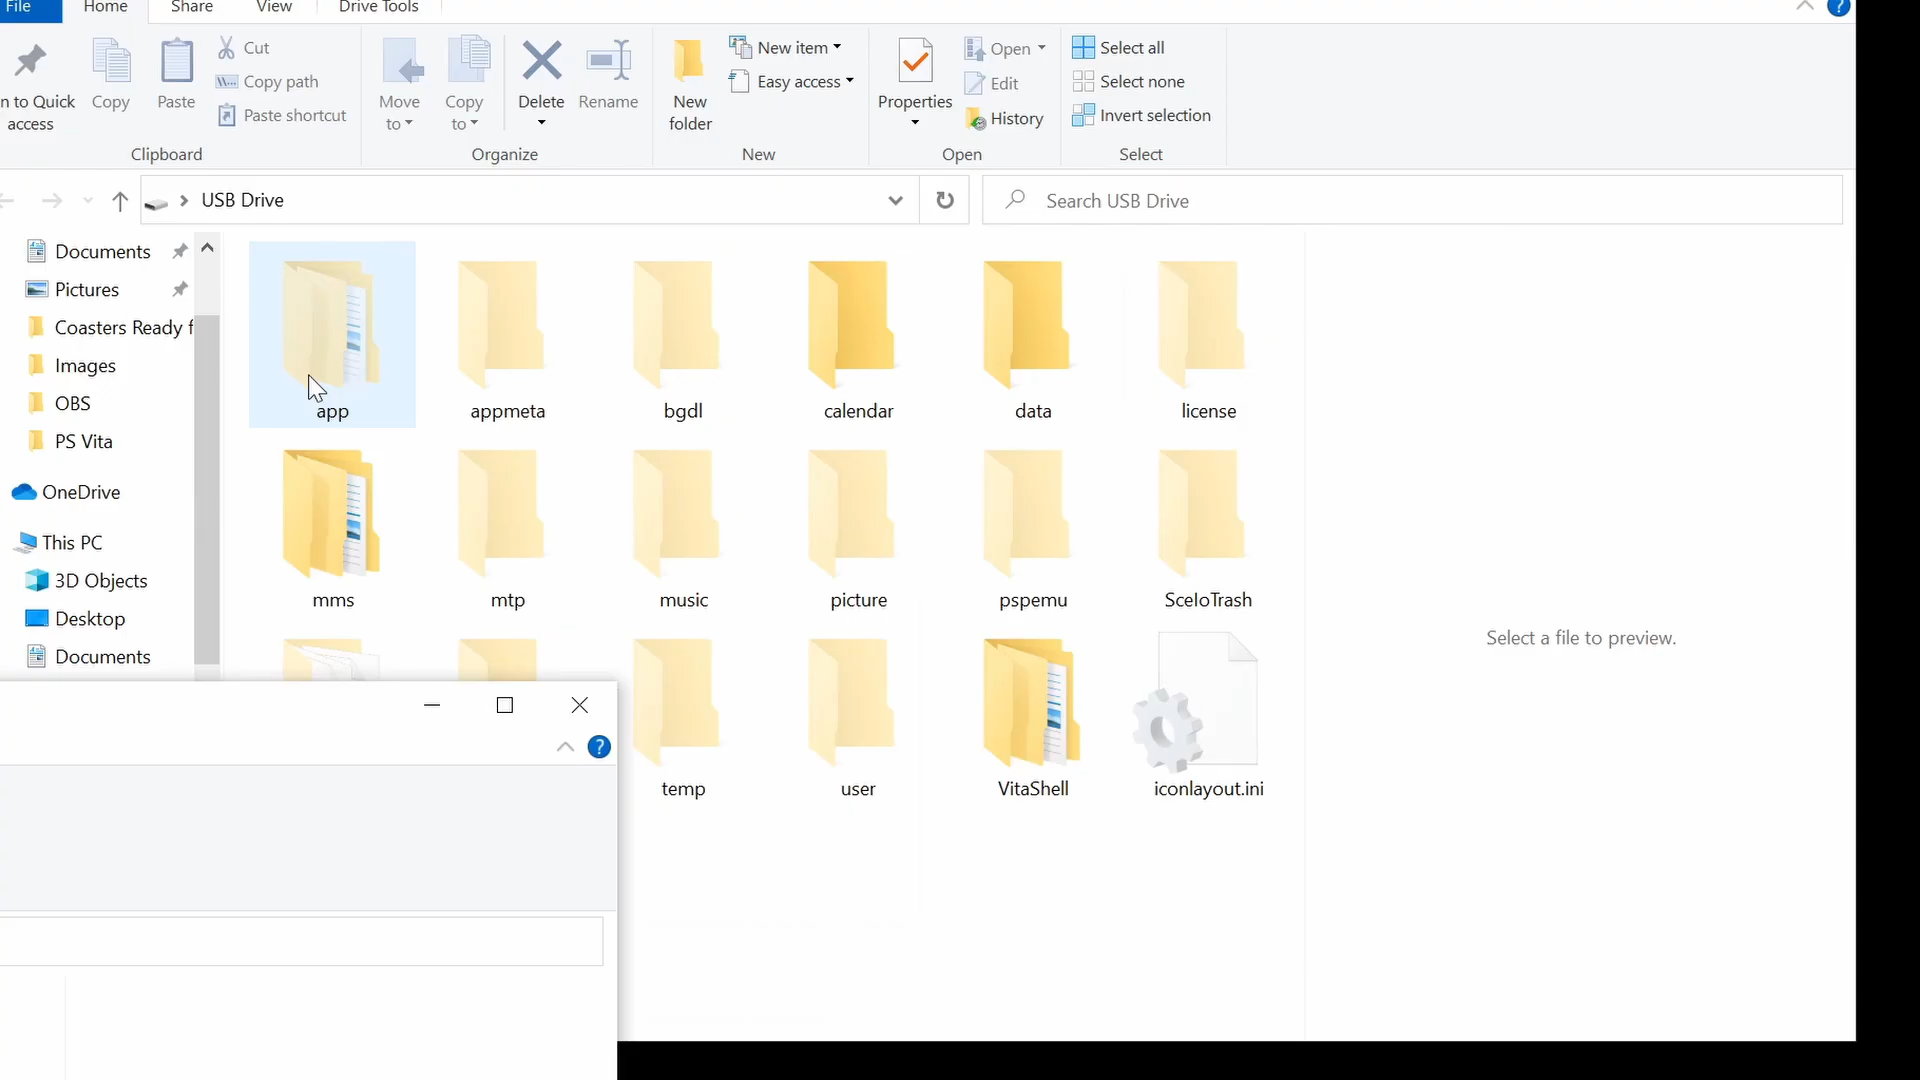 File Home Share View Drive Tools
?
n to Quick
access
Copy
Paste
Cut
Copy path
Paste shortcut
Clipboard
Move
to
Copy
to
Delete
Rename
Organize
New
folder
New item
Easy access
New
Properties
Open
Edit
History
Open
Select all
Select none
Invert selection
Select
USB Drive
Search USB Drive
Documents
Pictures
Coasters Ready f
Images
OBS
PS Vita
OneDrive
This PC
3D Objects
Desktop
Documents
app appmeta bgdl calendar data license
mms mtp music picture pspemu SceIoTrash
temp user VitaShell iconlayout.ini
Select a file to preview.
?